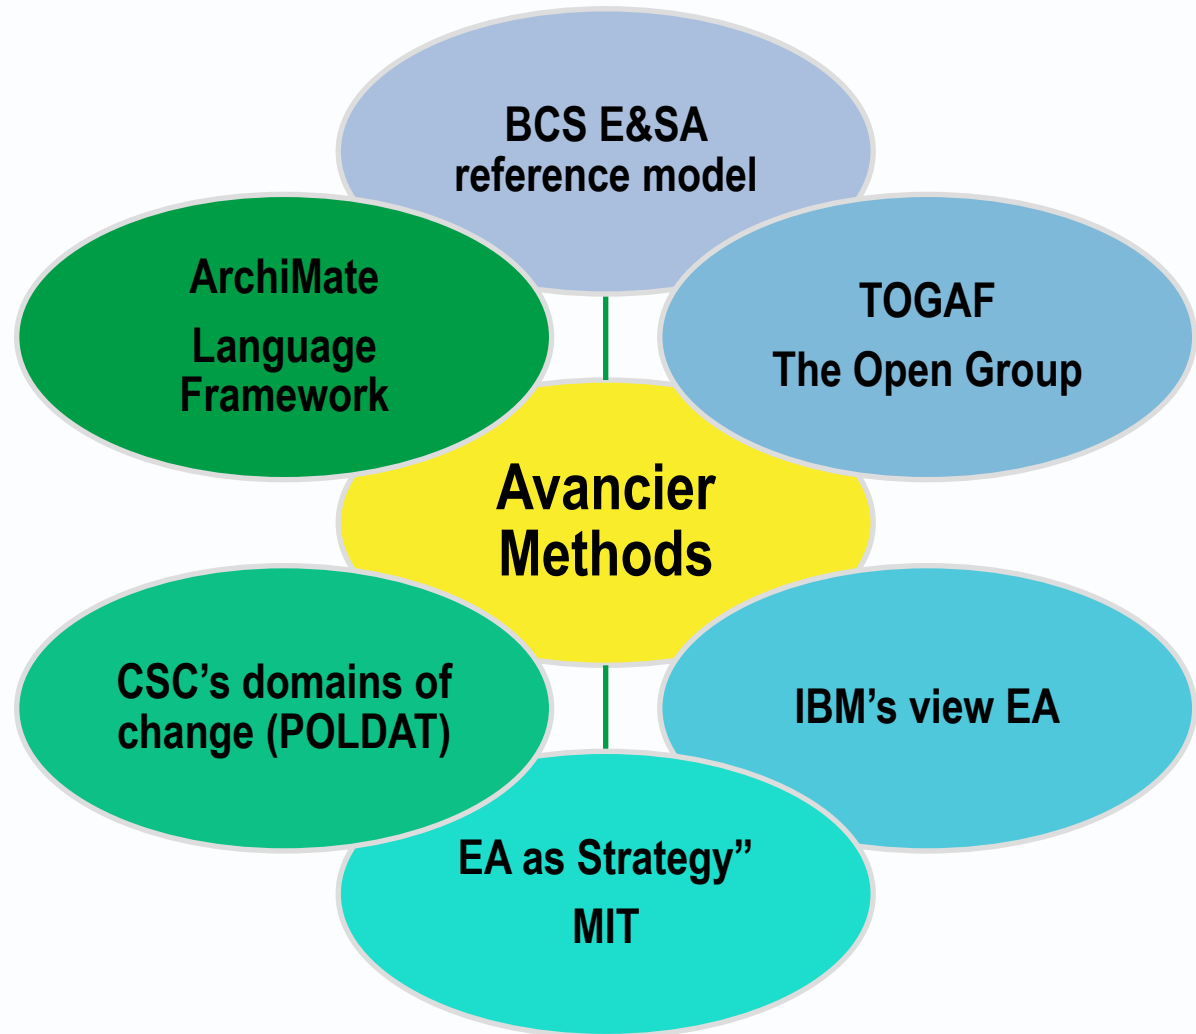 BCS E&SA
reference model
ArchiMate
Language
Framework
TOGAF
The Open Group
Avancier
Methods
CSC’s domains of
change (POLDAT)
IBM’s view EA
EA as Strategy”
MIT